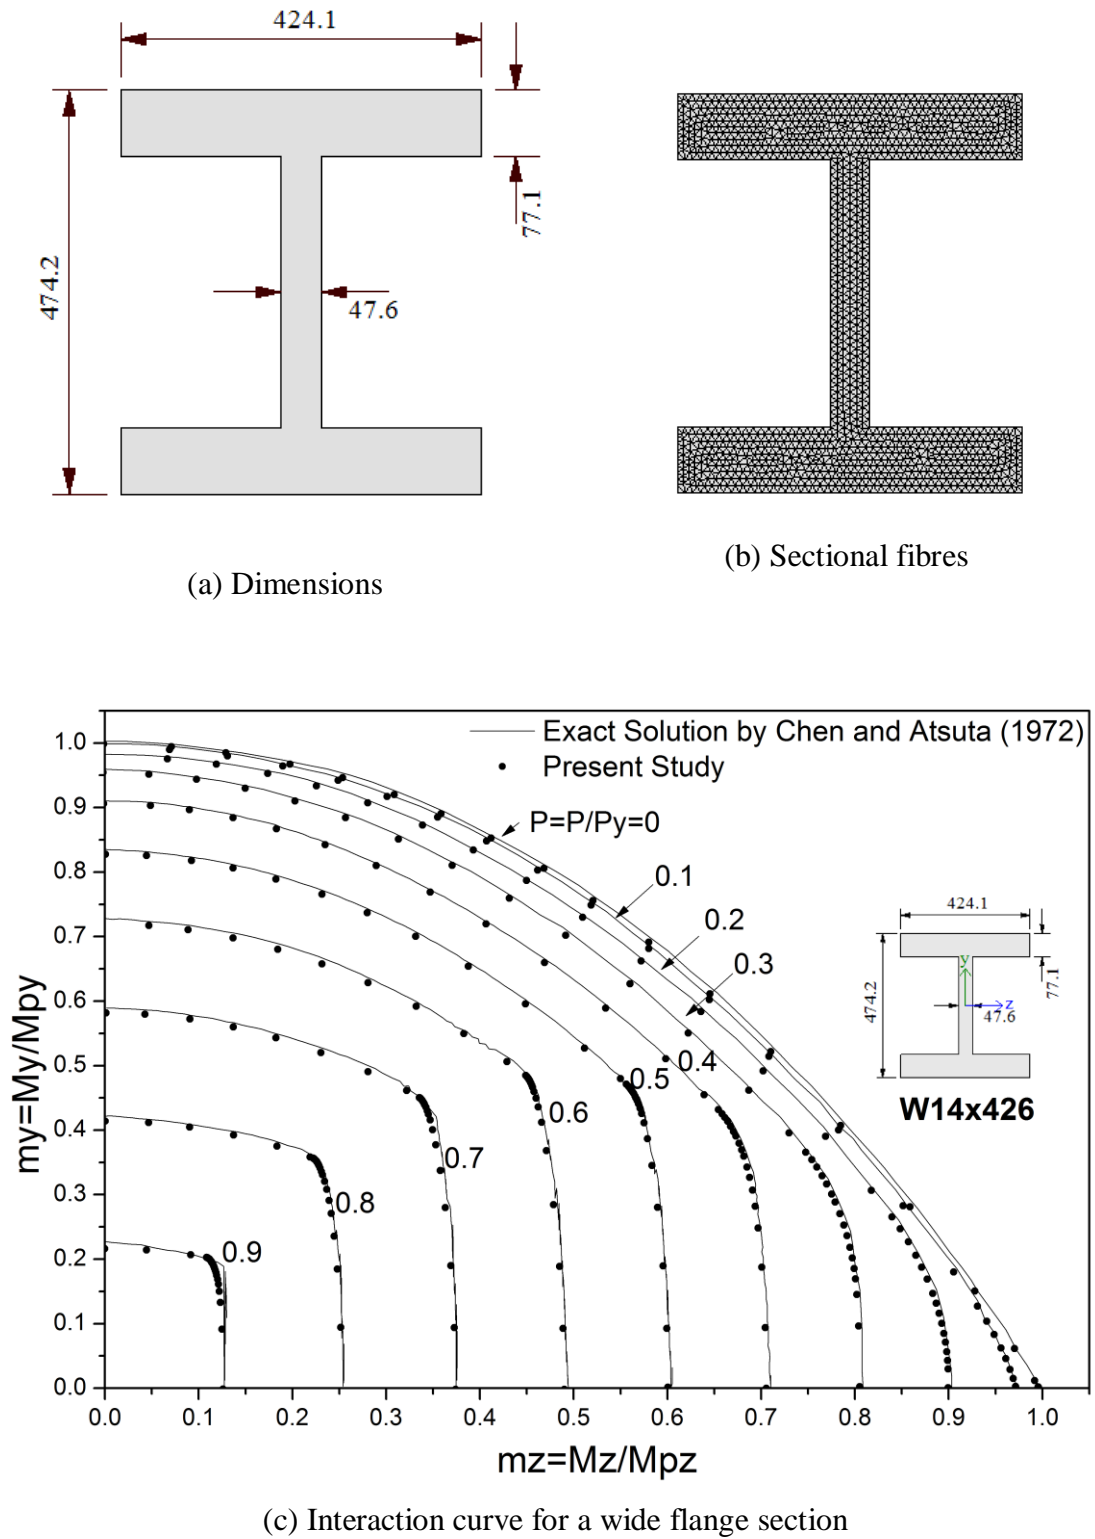 424.1
77.1
474.2
47.6
(a) Dimensions
(b) Sectional fibres
Exact Solution by Chen and Atsuta (1972)
Present Study
P=P/Py=0
0.1
0.2
0.3
0.4
0.5
0.6
0.7
0.8
0.9
424.1
77.1
474.2
47.6
y
z
W14x426
1.0
0.9
0.8
0.7
0.6
0.5
0.4
0.3
0.2
0.1
0.0
my=My/Mpy
0.0 0.1 0.2 0.3 0.4 0.5 0.6 0.7 0.8 0.9 1.0
mz=Mz/Mpz
(c) Interaction curve for a wide flange section